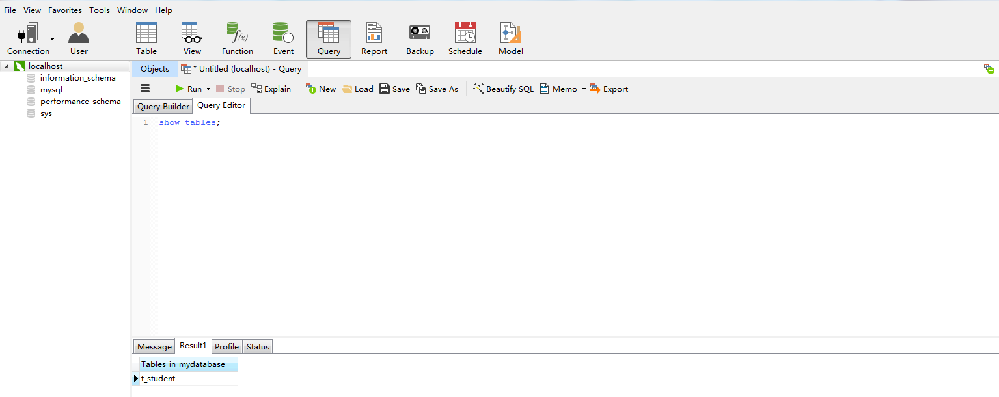 File View Favorites Tools Window Help
Connection User Table View Function Event Query Report Backup Schedule Model
localhost
information_schema
mysql
performance_schema
sys
Objects * Untitled (localhost) - Query
Run Stop Explain New Load Save Save As Beautify SQL Memo Export
Query Builder Query Editor
1 show tables;
Message Result1 Profile Status
Tables_in_mydatabase
t_student